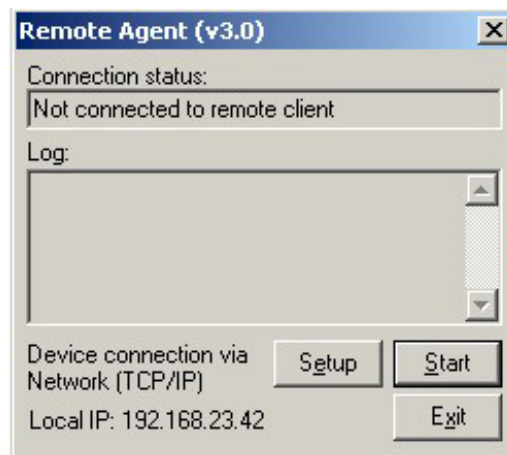 Remote Agent (v3.0)
Connection status:
Not connected to remote client
Log:
Device connection via
Network (TCP/IP)
Setup
Start
Local IP: 192.168.23.42
Exit